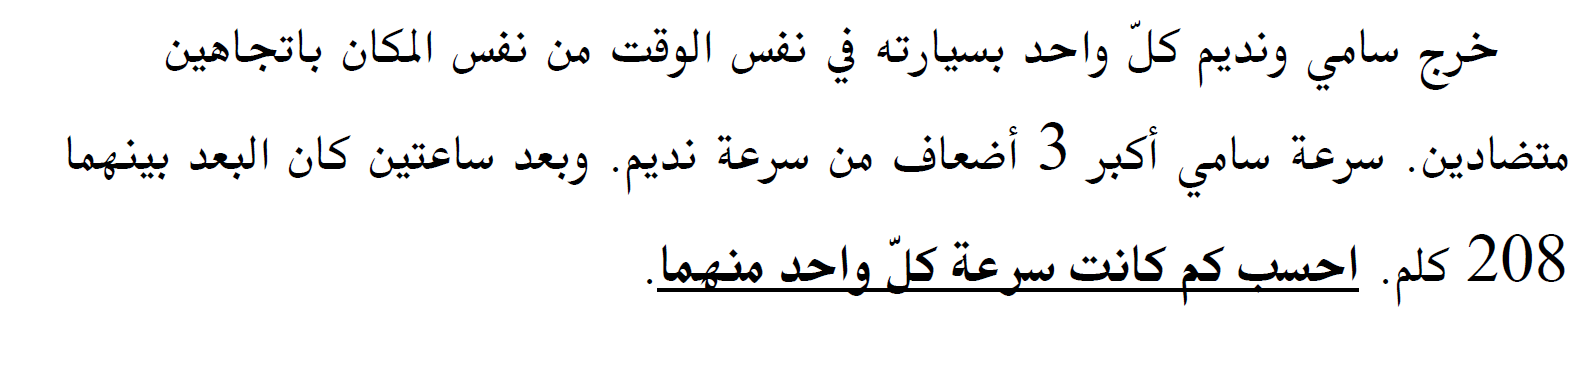 خرج سامي ونديم كلّ واحد بسيارته في نفس الوقت من نفس المكان باتجاهين
متضادين. سرعة سامي أكبر 3 أضعاف من سرعة نديم. وبعد ساعتين كان البعد بينهما
208 كلم. احسب كم كانت سرعة كلّ واحد منهما.